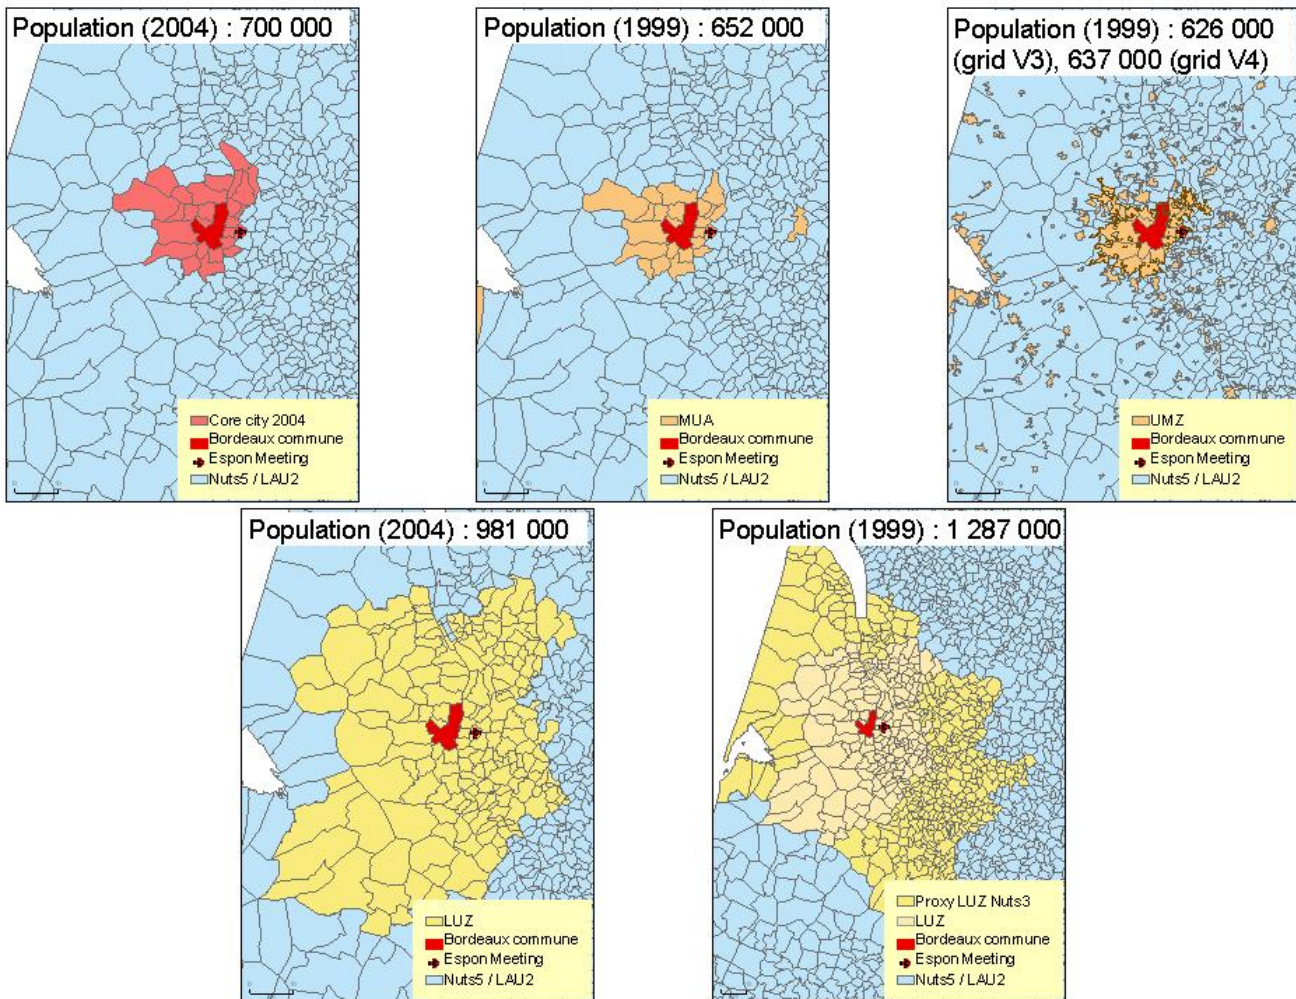 Population (2004) : 700 000
Core city 2004
Bordeaux commune
Espon Meeting
Nuts5 / LAU2
Population (1999) : 652 000
MUA
Bordeaux commune
Espon Meeting
Nuts5 / LAU2
Population (1999) : 626 000
(grid V3), 637 000 (grid V4)
UMZ
Bordeaux commune
Espon Meeting
Nuts5 / LAU2
Population (2004) : 981 000
LUZ
Bordeaux commune
Espon Meeting
Nuts5 / LAU2
Population (1999) : 1 287 000
Proxy LUZ Nuts3
LUZ
Bordeaux commune
Espon Meeting
Nuts5 / LAU2